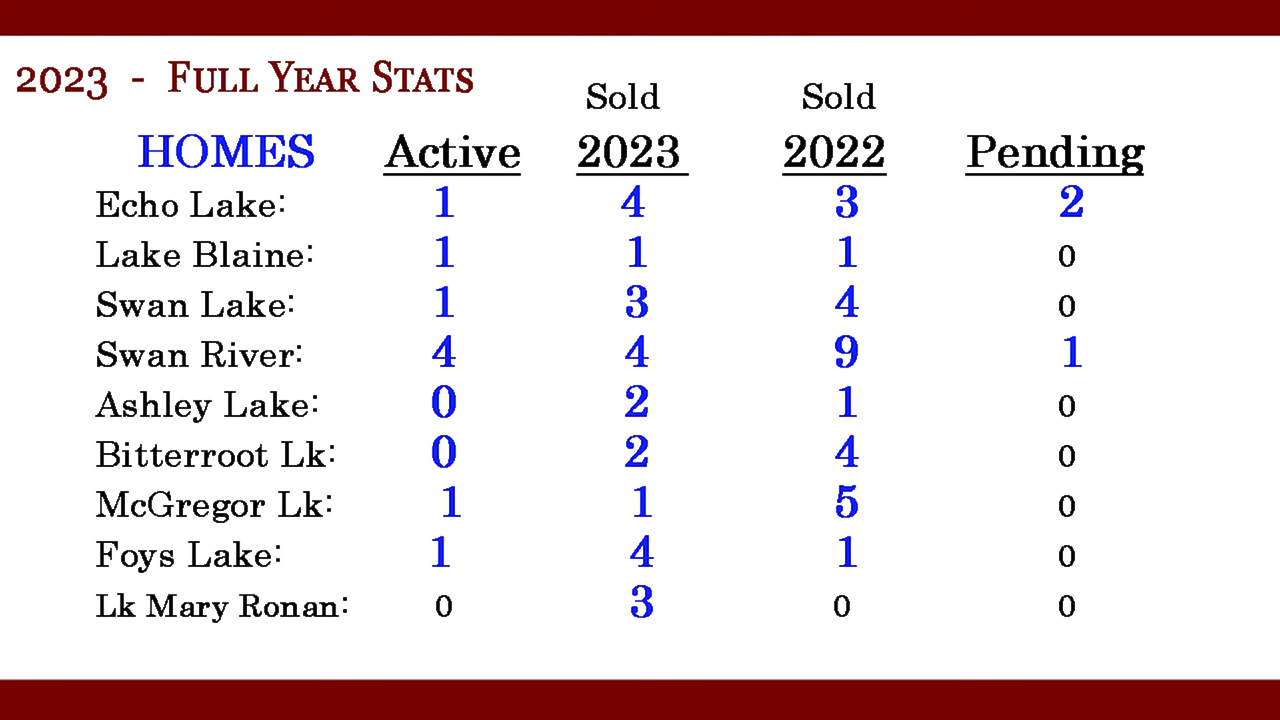 2023 - Full Year Stats
Sold Sold
HOMES Active 2023 2022 Pending
Echo Lake: 1 4 3 2
Lake Blaine: 1 1 1 0
Swan Lake: 1 3 4 0
Swan River: 4 4 9 1
Ashley Lake: 0 2 1 0
Bitterroot Lk: 0 2 4 0
McGregor Lk: 1 1 5 0
Foys Lake: 1 4 1 0
Lk Mary Ronan: 0 3 0 0